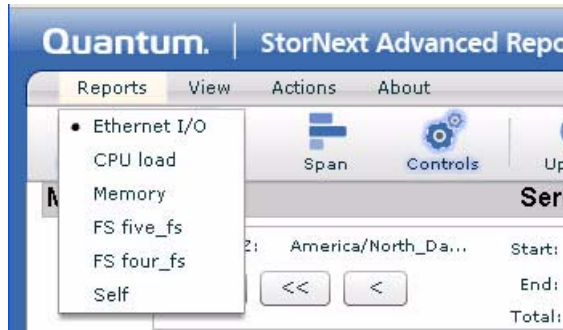 Quantum. StorNext Advanced Repo
Reports View Actions About
• Ethernet I/O
CPU load
Memory
FS five_fs
FS four_fs
Self
Span Controls
Ser
America/North_Da... Start:
<< < End:
Total: